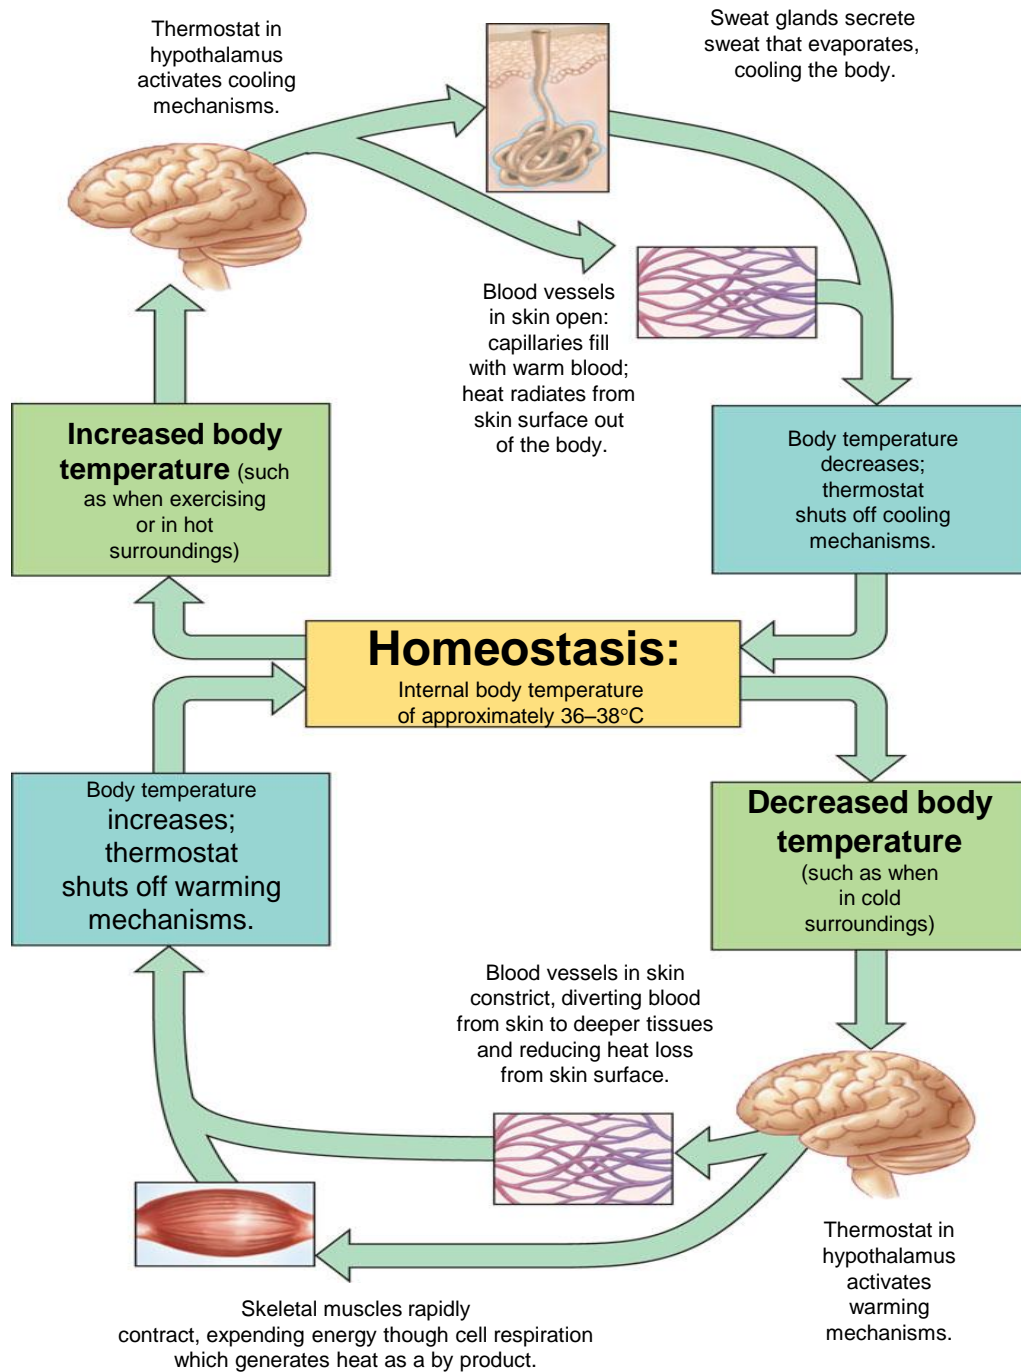 Thermostat in
hypothalamus
activates cooling
mechanisms.
Sweat glands secrete
sweat that evaporates,
cooling the body.
Blood vessels
in skin open:
capillaries fill
with warm blood;
heat radiates from
skin surface out
of the body.
Increased body
temperature (such
as when exercising
or in hot
surroundings)
Body temperature
decreases;
thermostat
shuts off cooling
mechanisms.
Homeostasis:
Internal body temperature
of approximately 36–38°C
Body temperature
increases;
thermostat
shuts off warming
mechanisms.
Decreased body
temperature
(such as when
in cold
surroundings)
Blood vessels in skin
constrict, diverting blood
from skin to deeper tissues
and reducing heat loss
from skin surface.
Thermostat in
hypothalamus
activates
warming
mechanisms.
Skeletal muscles rapidly
contract, expending energy though cell respiration
which generates heat as a by product.